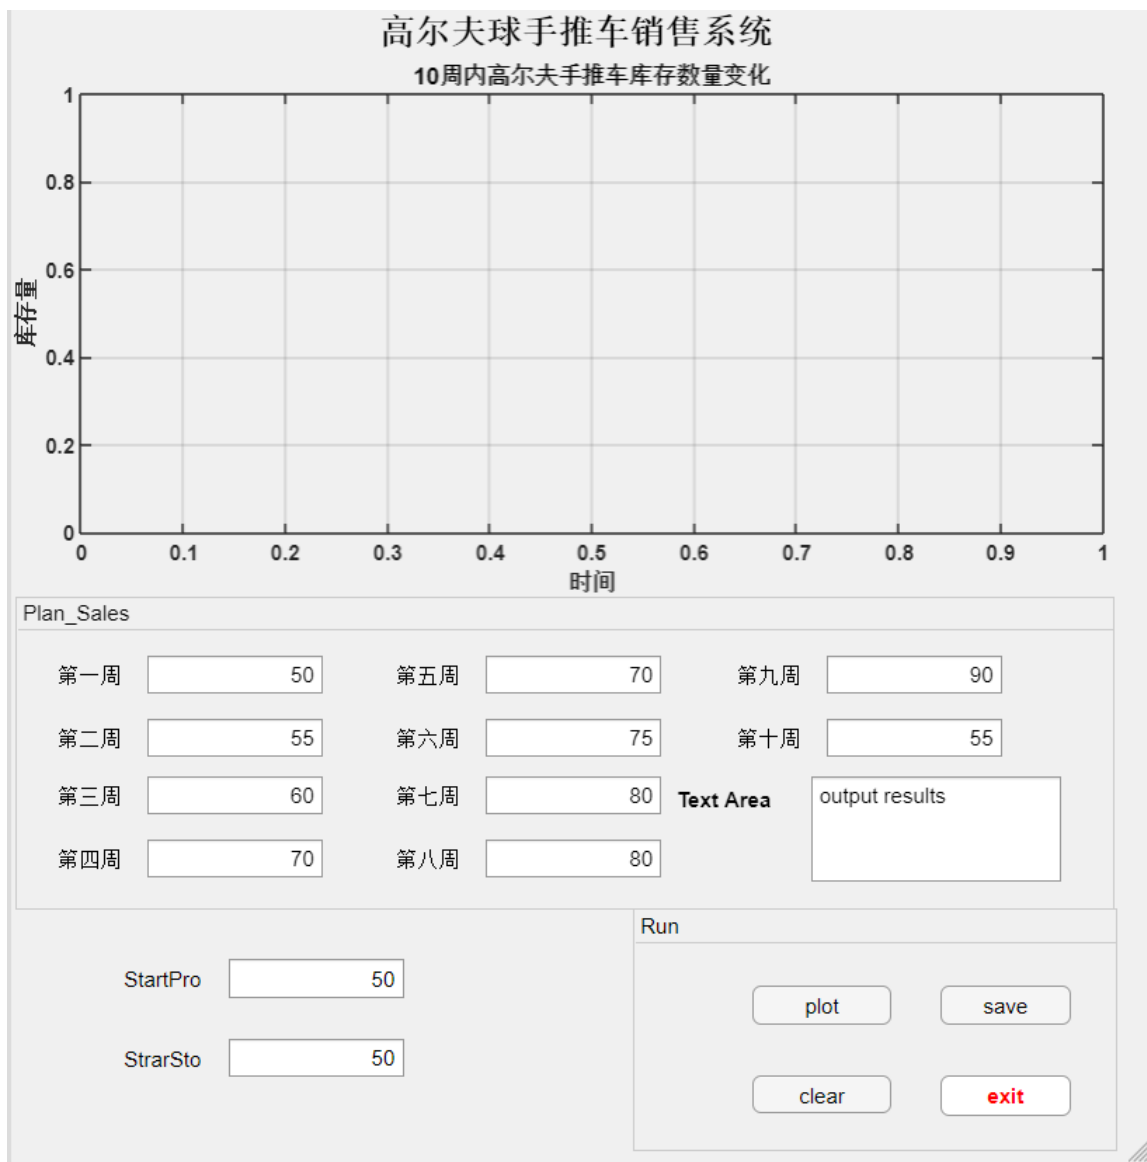 高尔夫球手推车销售系统
10周内高尔夫手推车库存数量变化
1
0.8
0.6
0.4
0.2
0
库存量
0 0.1 0.2 0.3 0.4 0.5 0.6 0.7 0.8 0.9 1
时间
Plan_Sales
第一周 50 第五周 70 第九周 90
第二周 55 第六周 75 第十周 55
第三周 60 第七周 80 Text Area output results
第四周 70 第八周 80
Run
StartPro 50
plot save
StrarSto 50
clear exit